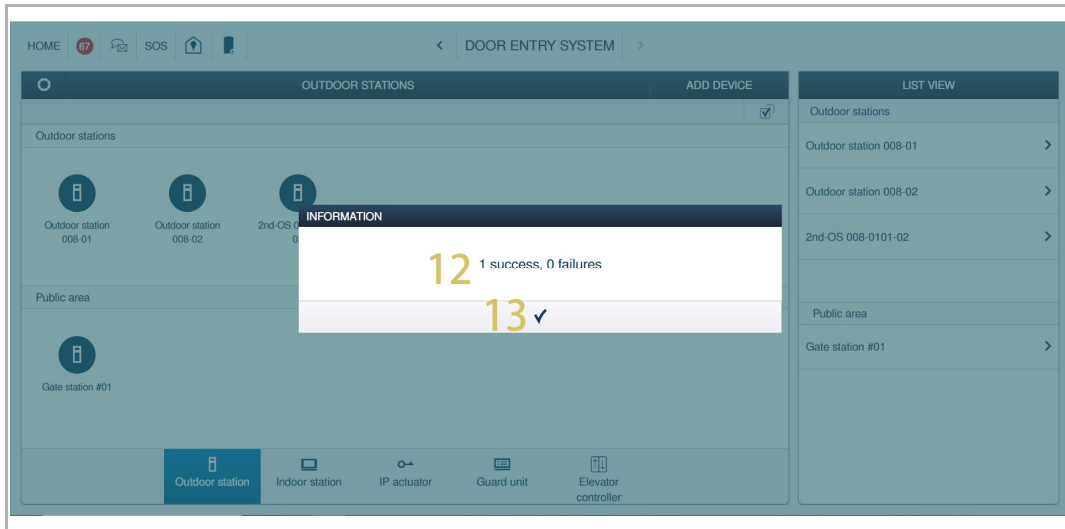 HOME 67 SOS DOOR ENTRY SYSTEM
OUTDOOR STATIONS ADD DEVICE
LIST VIEW
Outdoor stations
Outdoor stations
Outdoor station 008-01
Outdoor station 008-02
2nd-OS 008-0101-02
Outdoor station
008-01
Outdoor station
008-02
2nd-OS 0
0
INFORMATION
12 1 success, 0 failures
13
Public area
Public area
Gate station #01
Gate station #01
Outdoor station
Indoor station
IP actuator
Guard unit
Elevator
controller